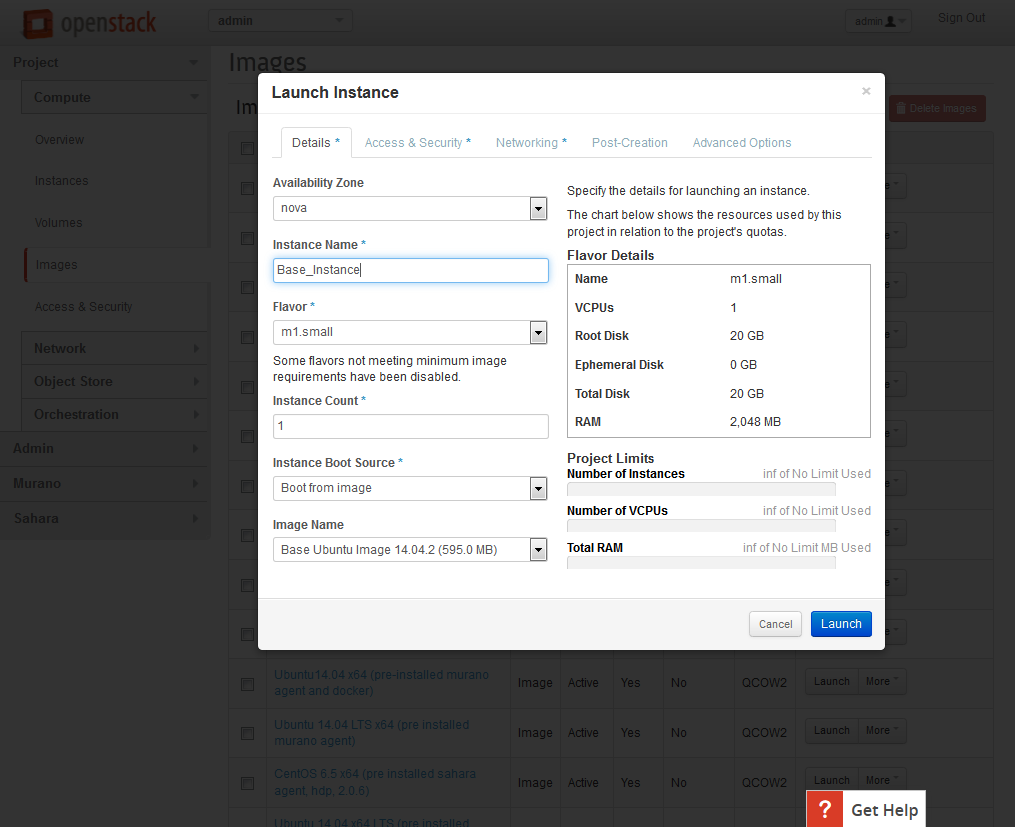 openstack
admin
admin
Sign Out
Project
Images
Compute
Overview
Instances
Volumes
Images
Access & Security
Network
Object Store
Orchestration
Admin
Murano
Sahara
Delete Images
Launch Instance
×
Details *
Access & Security *
Networking *
Post-Creation
Advanced Options
Availability Zone
nova
Instance Name *
Base_Instance
Flavor *
m1.small
Some flavors not meeting minimum image
requirements have been disabled.
Instance Count *
1
Instance Boot Source *
Boot from image
Image Name
Base Ubuntu Image 14.04.2 (595.0 MB)
Specify the details for launching an instance.
The chart below shows the resources used by this
project in relation to the project's quotas.
Flavor Details
Name m1.small
VCPUs 1
Root Disk 20 GB
Ephemeral Disk 0 GB
Total Disk 20 GB
RAM 2,048 MB
Project Limits
Number of Instances inf of No Limit Used
Number of VCPUs inf of No Limit Used
Total RAM inf of No Limit MB Used
Cancel
Launch
Ubuntu14.04 x64 (pre-installed murano
agent and docker)
Image Active Yes No QCOW2 Launch More
Ubuntu 14.04 LTS x64 (pre installed
murano agent)
Image Active Yes No QCOW2 Launch More
CentOS 6.5 x64 (pre installed sahara
agent, hdp, 2.0.6)
Image Active Yes No QCOW2 Launch More
Ubuntu 14.04 x64 LTS (pre installed
? Get Help